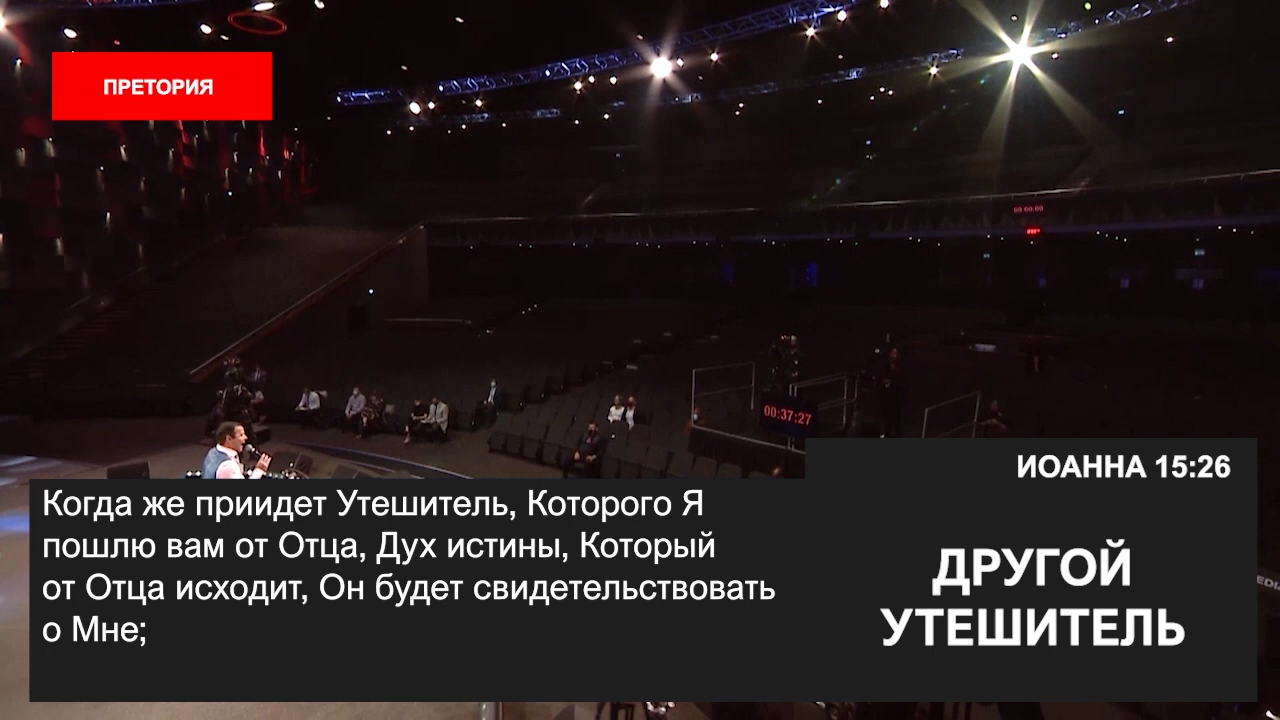 ПРЕТОРИЯ
00:37:27
ИОАННА 15:26
Когда же приидет Утешитель, Которого Я
пошлю вам от Отца, Дух истины, Который
от Отца исходит, Он будет свидетельствовать
о Мне;
ДРУГОЙ
УТЕШИТЕЛЬ